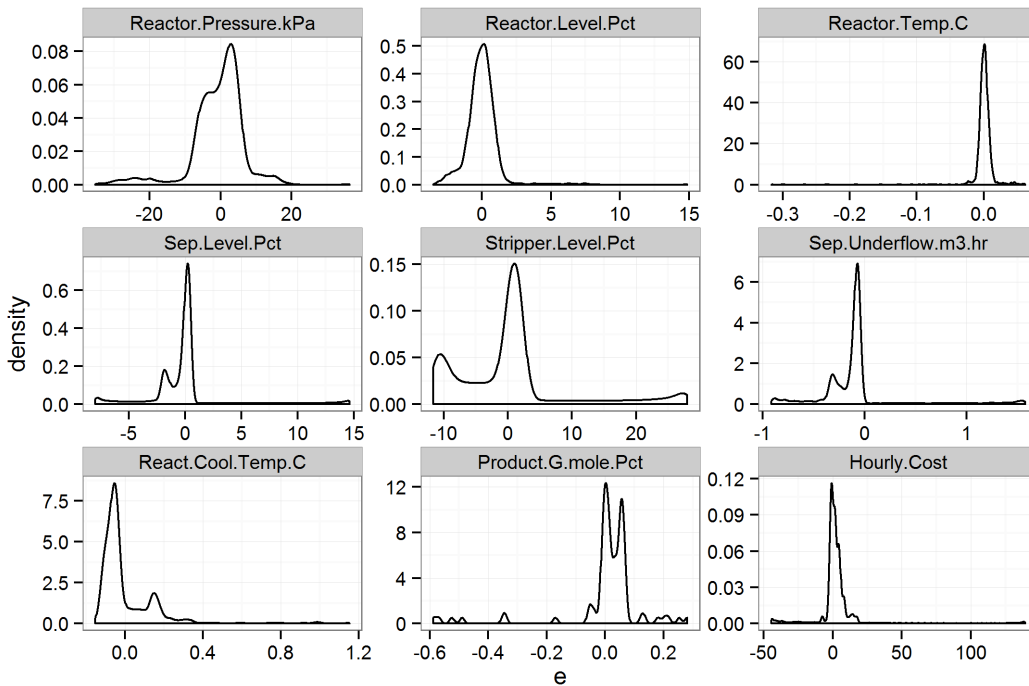 Reactor.Pressure.kPa
0.08
0.06
0.04
0.02
0.00
-20 0 20
Reactor.Level.Pct
0.5
0.4
0.3
0.2
0.1
0.0
0 5 10 15
Reactor.Temp.C
60
40
20
0
-0.3 -0.2 -0.1 0.0
Sep.Level.Pct
0.6
0.4
0.2
0.0
-5 0 5 10 15
Stripper.Level.Pct
0.15
0.10
0.05
0.00
-10 0 10 20
Sep.Underflow.m3.hr
6
4
2
0
-1 0 1
density
React.Cool.Temp.C
7.5
5.0
2.5
0.0
0.0 0.4 0.8 1.2
Product.G.mole.Pct
12
8
4
0
-0.6 -0.4 -0.2 0.0 0.2
Hourly.Cost
0.12
0.09
0.06
0.03
0.00
-50 0 50 100
e